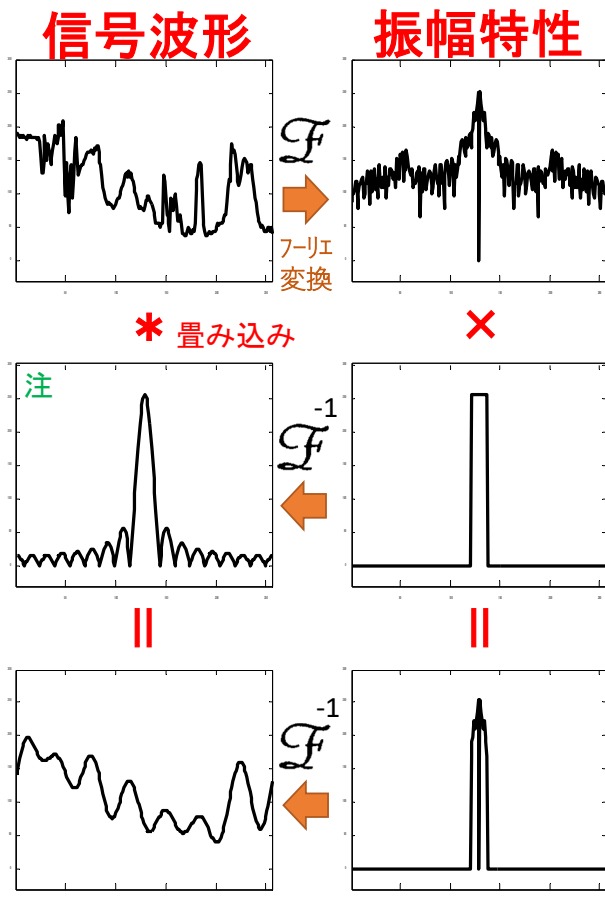 信号波形
振幅特性
ℱ
フーリエ
変換
* 畳み込み
×
注
ℱ-1
=
=
ℱ-1